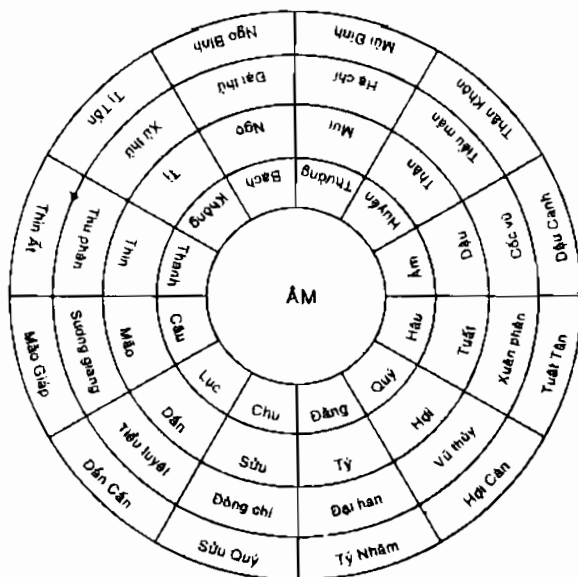 Ngọ Bính
Mùi Đinh
Thân Khôn
Dậu Canh
Tuất Tân
Hợi Càn
Tý Nhâm
Sửu Quý
Dần Cấn
Mão Giáp
Thìn Ất
Tị Tốn
Đại thử
Hạ chí
Tiểu mãn
Cốc vũ
Xuân phân
Vũ thủy
Đại hàn
Đông chí
Tiểu tuyết
Sương giáng
Thu phân
Xử thử
Ngọ
Mùi
Thân
Dậu
Tuất
Hợi
Tý
Sửu
Dần
Mão
Thìn
Tị
Bạch
Thường
Huyền
Âm
Hậu
Quý
Đằng
Chu
Lục
Câu
Thanh
Không
ÂM